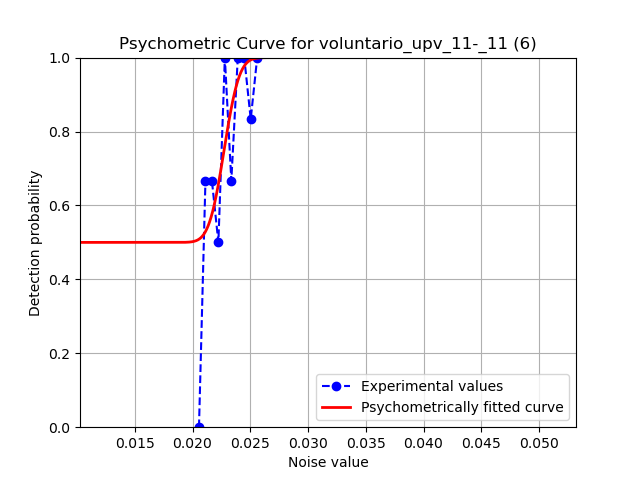 Psychometric Curve for voluntario_upv_11-_11 (6)
1.0
0.8
0.6
0.4
0.2
0.0
Detection probability
Experimental values
Psychometrically fitted curve
0.015 0.020 0.025 0.030 0.035 0.040 0.045 0.050
Noise value